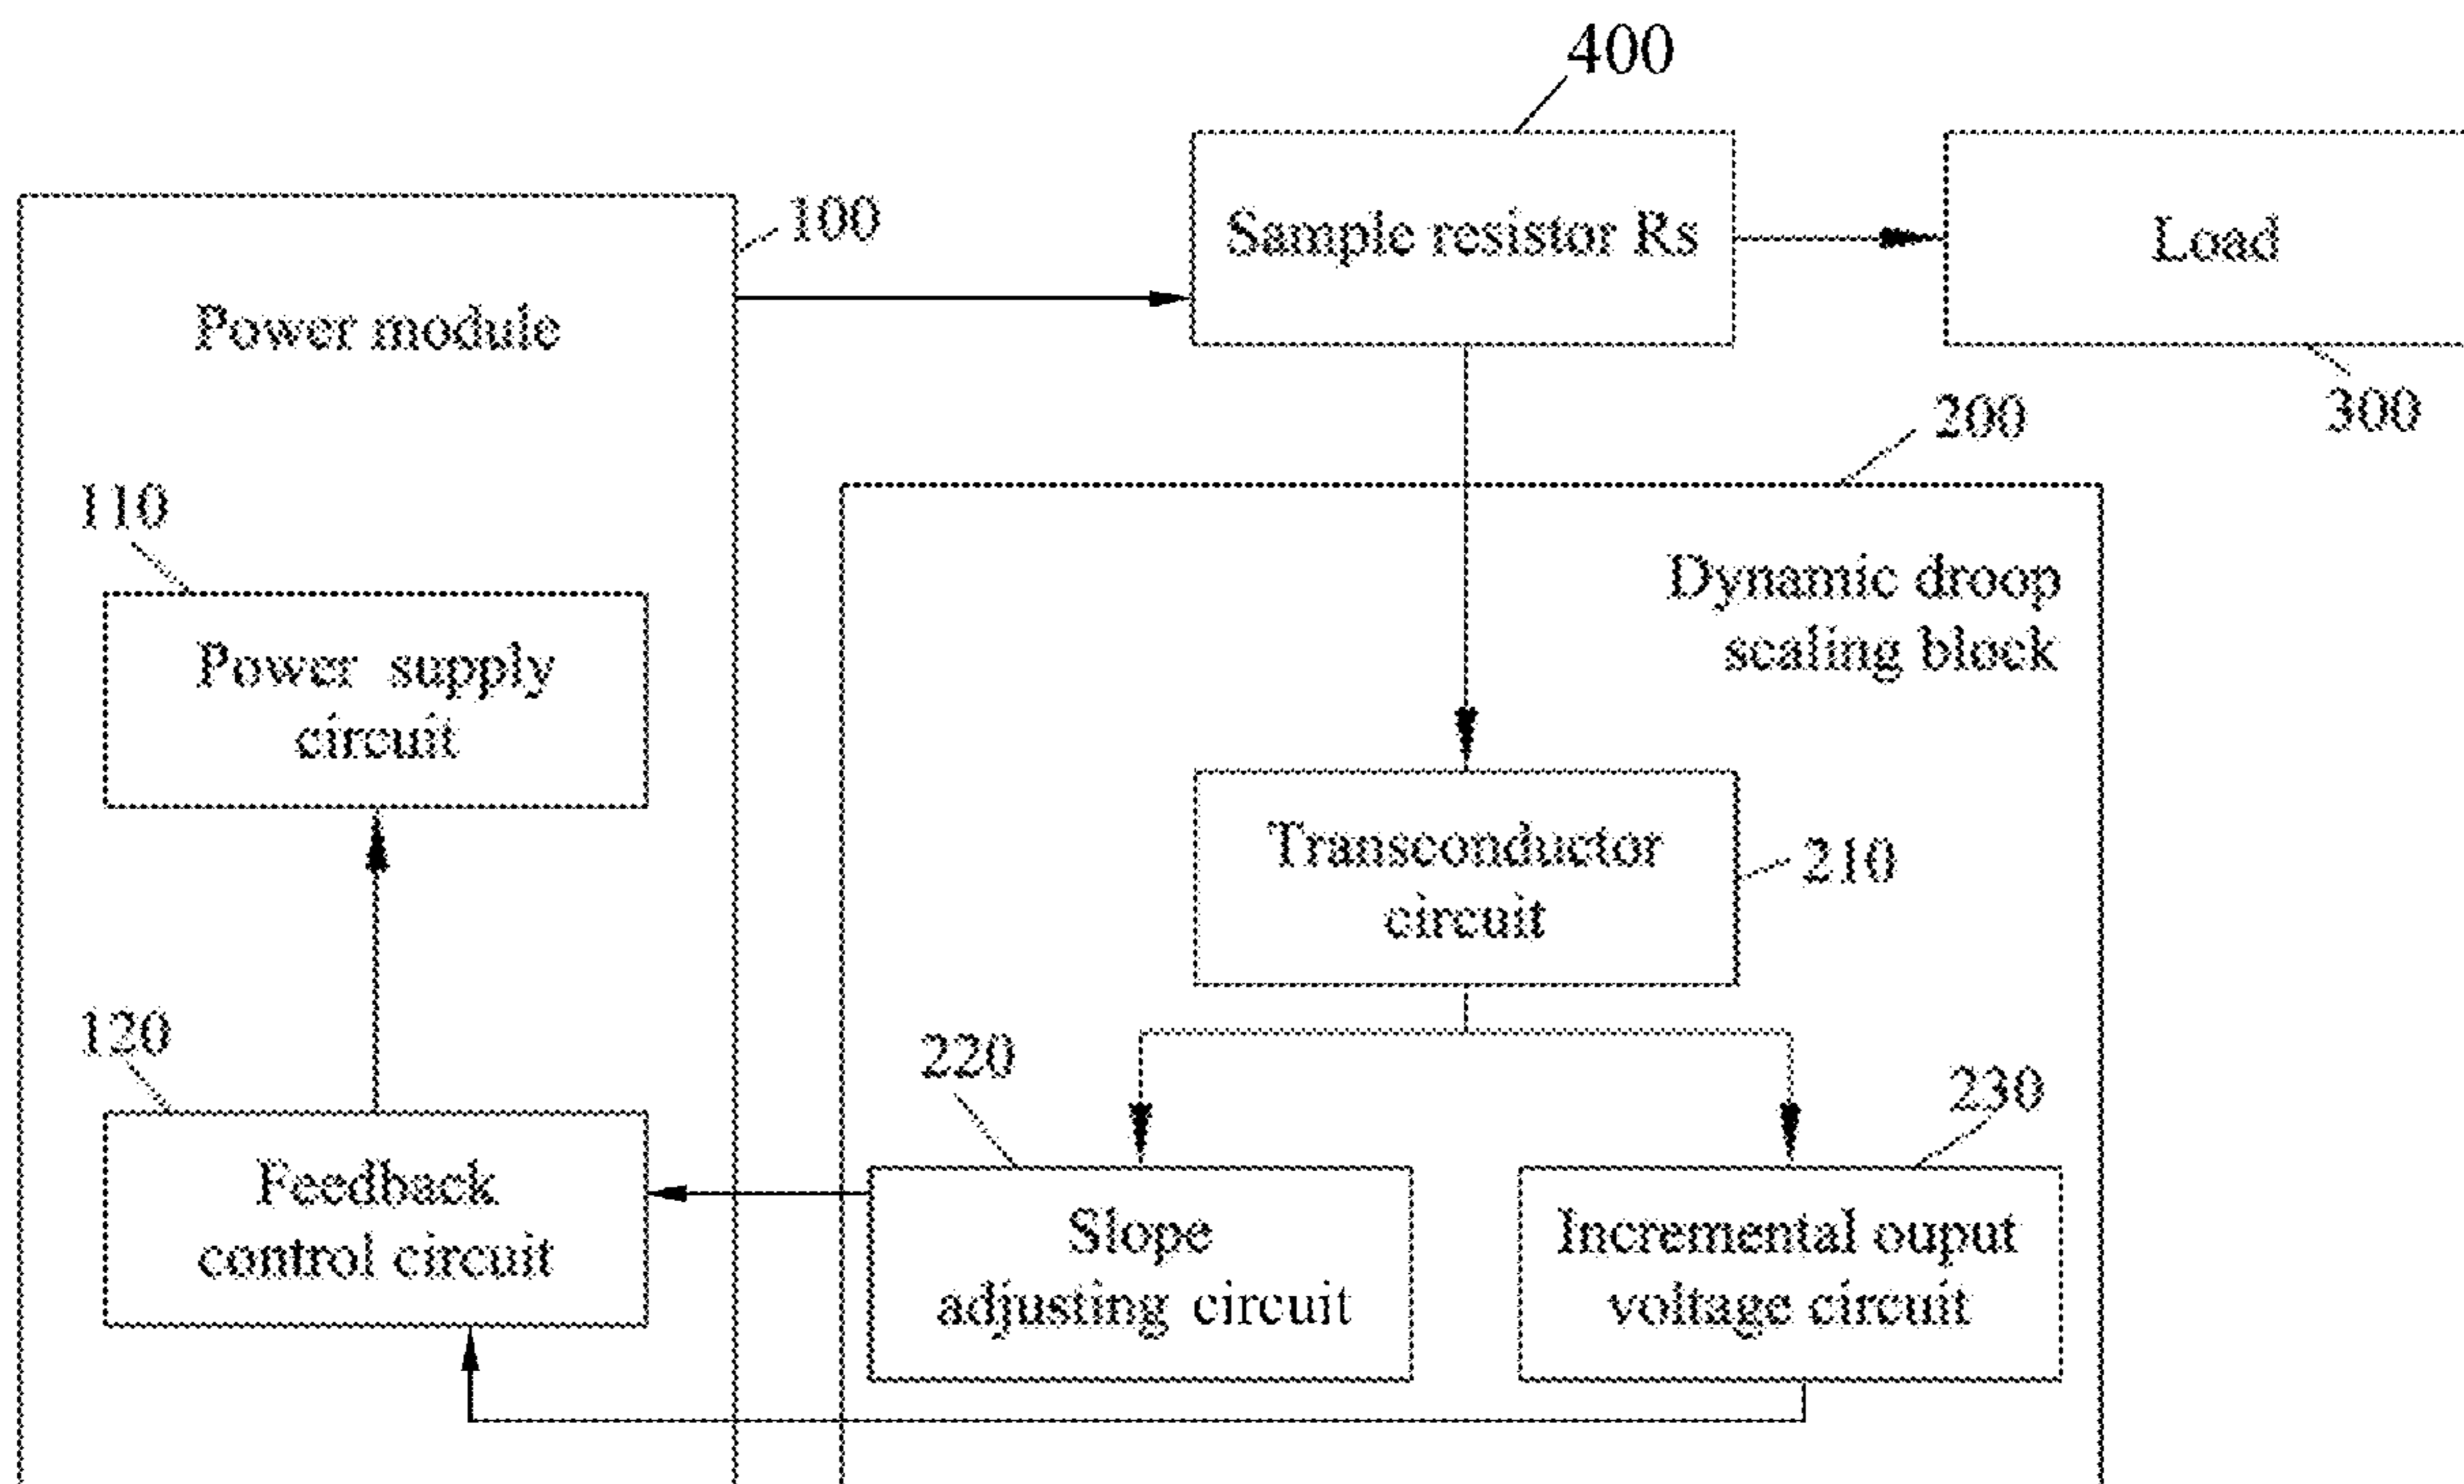 400
100
Sample resistor Rs
Load
Power module
300
200
110
Dynamic droop
scaling block
Power supply
circuit
Transconductor
circuit
210
120
220
230
Feedback
control circuit
Slope
adjusting circuit
Incremental ouput
voltage circuit